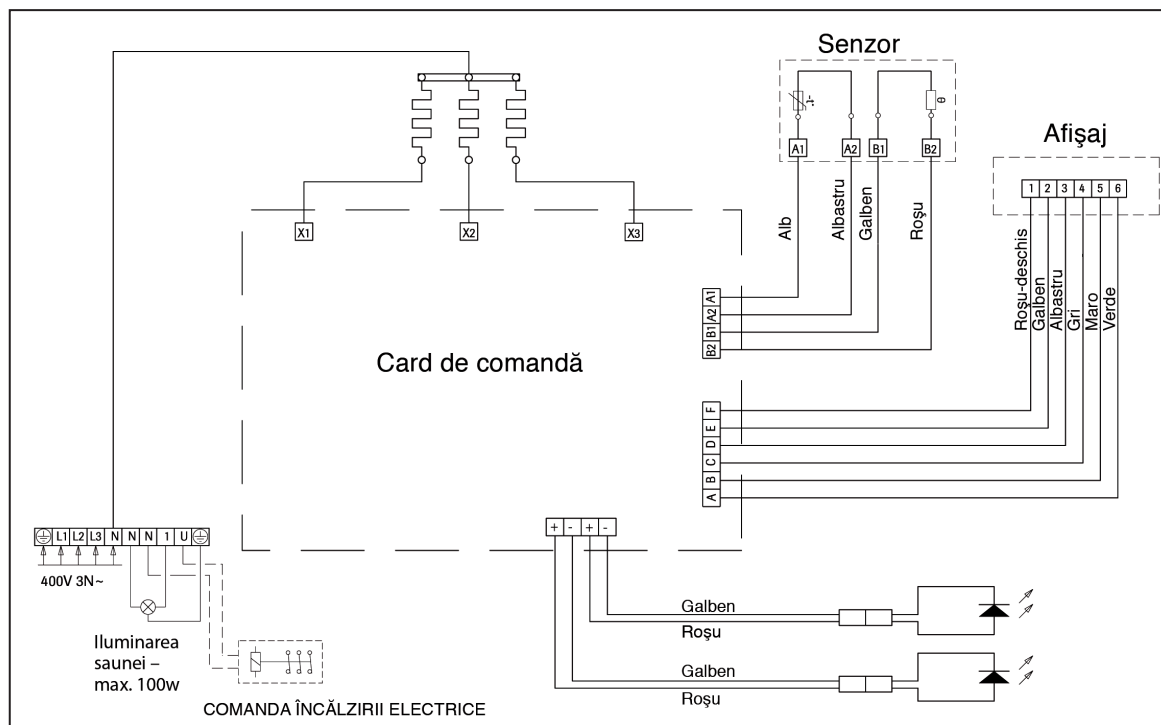 Senzor
-t°
θ
A1 A2 B1 B2
Afişaj
1 2 3 4 5 6
X1 X2 X3
Alb
Albastru
Galben
Roşu
Roşu-deschis
Galben
Albastru
Gri
Maro
Verde
A1
A2
B1
B2
Card de comandă
F
E
D
C
B
A
+ - + -
L1 L2 L3 N N N 1 U
400V 3N~
Galben
Roşu
Galben
Roşu
Iluminarea
saunei –
max. 100w
COMANDA ÎNCĂLZIRII ELECTRICE